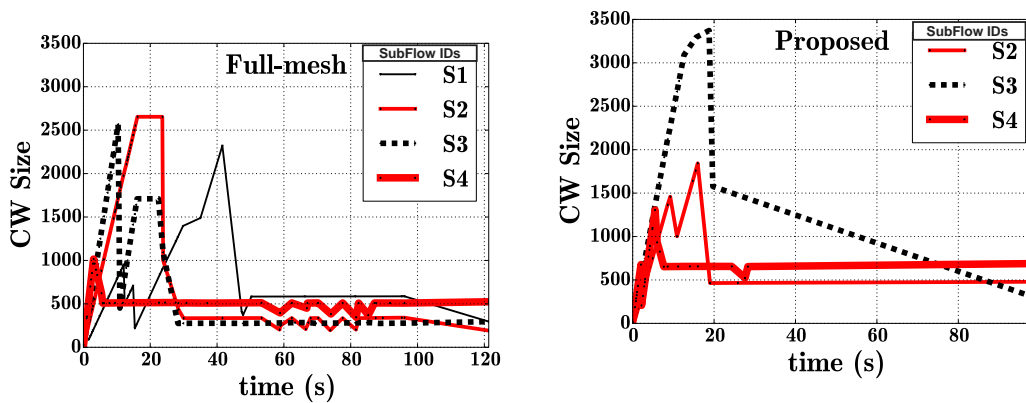 Full-mesh
SubFlow IDs
S1
S2
S3
S4
CW Size
3500
3000
2500
2000
1500
1000
500
0
0 20 40 60 80 100 120
time (s)
Proposed
SubFlow IDs
S2
S3
S4
CW Size
3500
3000
2500
2000
1500
1000
500
0
0 20 40 60 80
time (s)